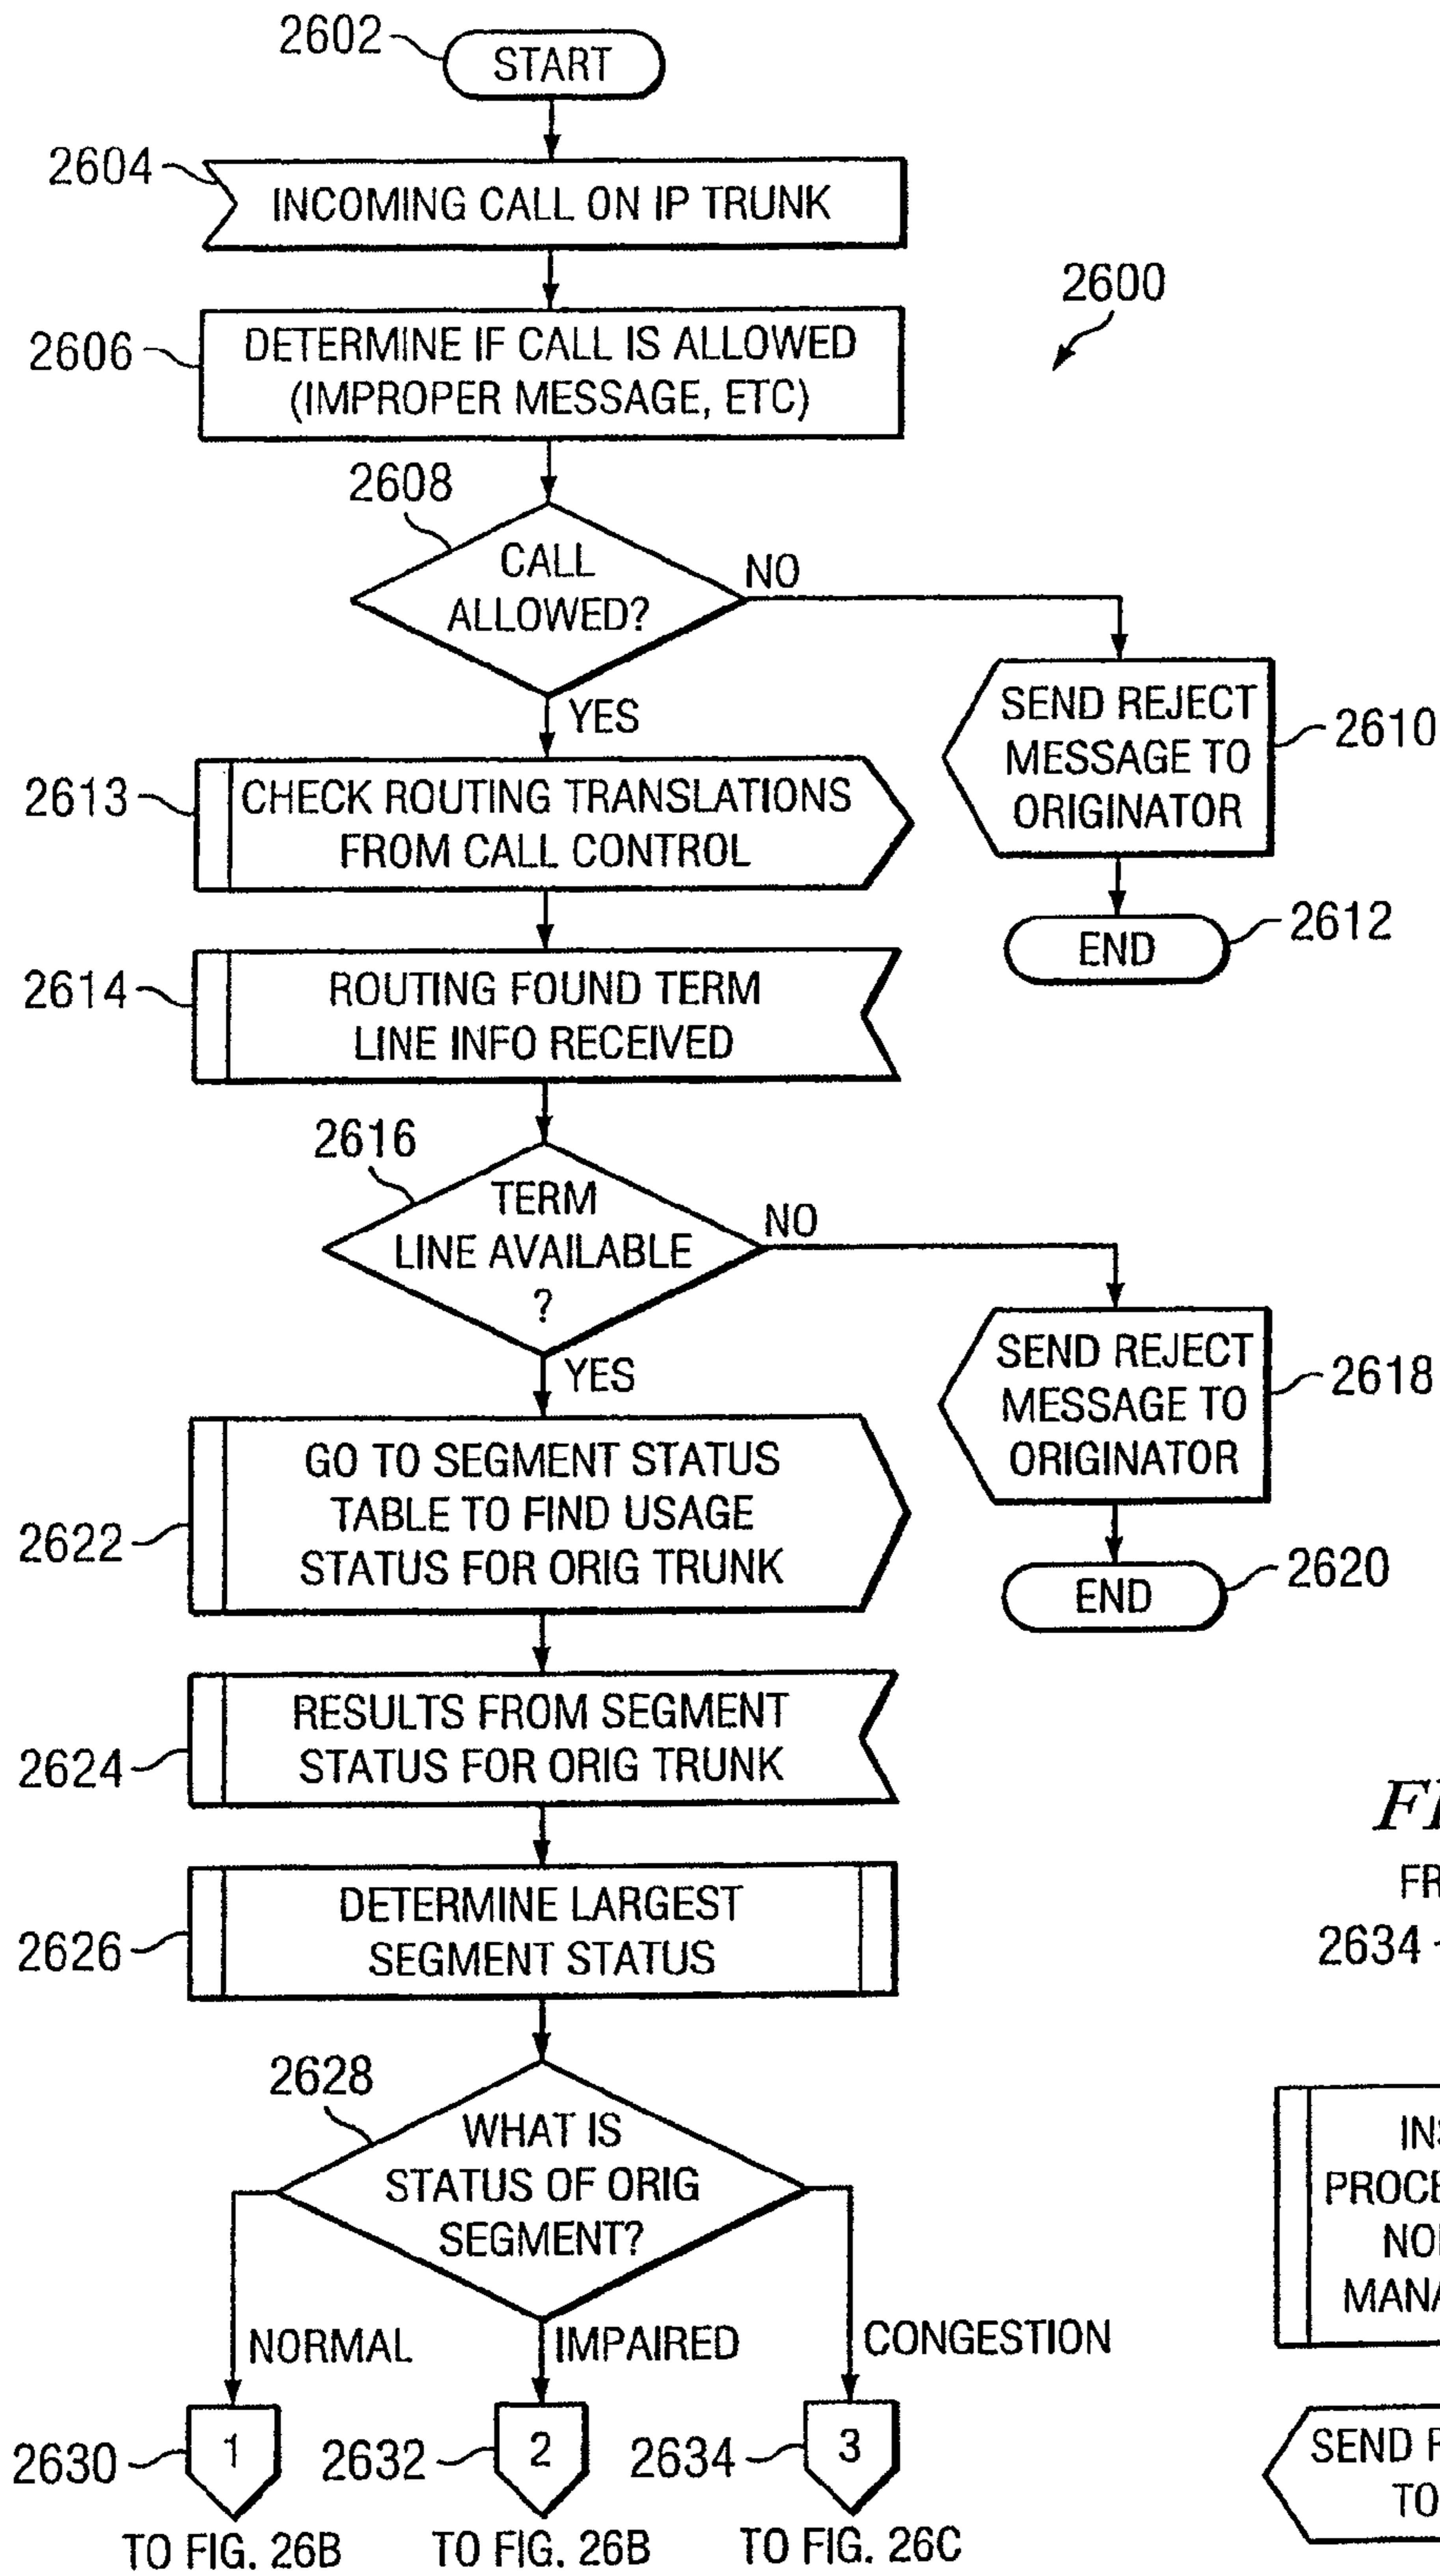 2602
START
2604
INCOMING CALL ON IP TRUNK
2600
2606
DETERMINE IF CALL IS ALLOWED
(IMPROPER MESSAGE, ETC)
2608
CALL
ALLOWED?
NO
YES
SEND REJECT
MESSAGE TO
ORIGINATOR
2610
END
2612
2613
CHECK ROUTING TRANSLATIONS
FROM CALL CONTROL
2614
ROUTING FOUND TERM
LINE INFO RECEIVED
2616
TERM
LINE AVAILABLE
?
NO
YES
SEND REJECT
MESSAGE TO
ORIGINATOR
2618
END
2620
2622
GO TO SEGMENT STATUS
TABLE TO FIND USAGE
STATUS FOR ORIG TRUNK
2624
RESULTS FROM SEGMENT
STATUS FOR ORIG TRUNK
2626
DETERMINE LARGEST
SEGMENT STATUS
2628
WHAT IS
STATUS OF ORIG
SEGMENT?
NORMAL
IMPAIRED
CONGESTION
2630
1
2632
2
2634
3
TO FIG. 26B
TO FIG. 26B
TO FIG. 26C
2634
SEND
TO